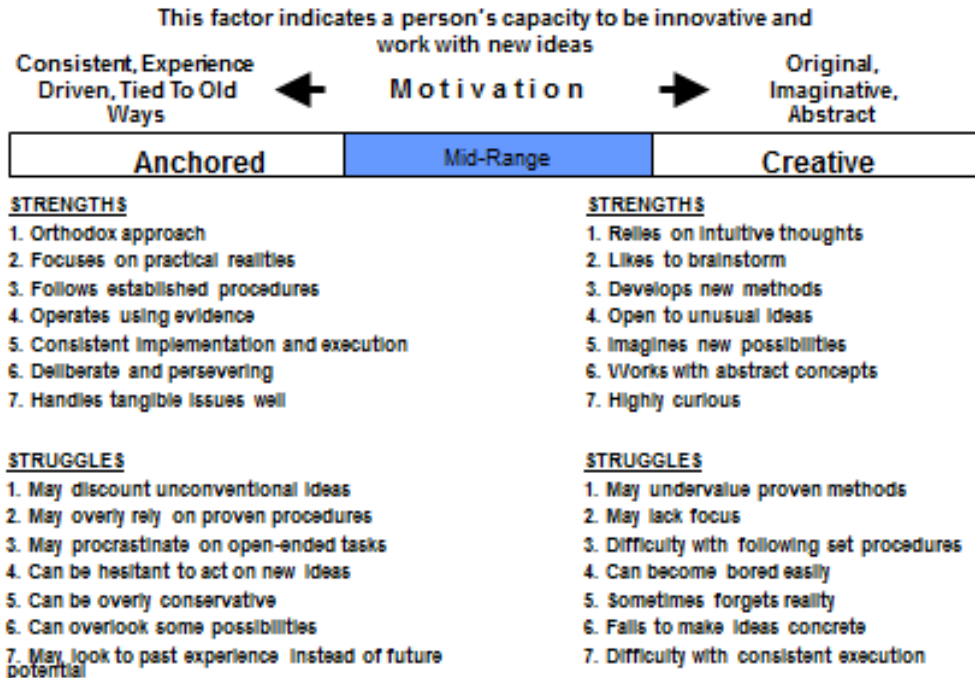 This factor indicates a person's capacity to be innovative and
work with new ideas
Consistent, Experience
Driven, Tied To Old
Ways
Motivation
Original,
Imaginative,
Abstract
Anchored
Mid-Range
Creative
STRENGTHS
1. Orthodox approach
2. Focuses on practical realities
3. Follows established procedures
4. Operates using evidence
5. Consistent implementation and execution
6. Deliberate and persevering
7. Handles tangible issues well
STRENGTHS
1. Relies on intuitive thoughts
2. Likes to brainstorm
3. Develops new methods
4. Open to unusual ideas
5. Imagines new possibilities
6. Works with abstract concepts
7. Highly curious
STRUGGLES
1. May discount unconventional ideas
2. May overly rely on proven procedures
3. May procrastinate on open-ended tasks
4. Can be hesitant to act on new ideas
5. Can be overly conservative
6. Can overlook some possibilities
7. May look to past experience instead of future
potential
STRUGGLES
1. May undervalue proven methods
2. May lack focus
3. Difficulty with following set procedures
4. Can become bored easily
5. Sometimes forgets reality
6. Fails to make ideas concrete
7. Difficulty with consistent execution